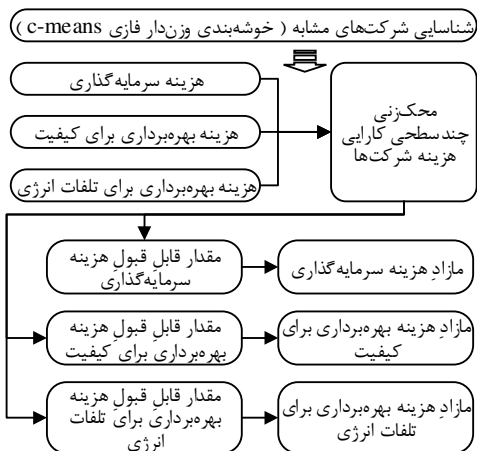 شناسایی شرکت‌های مشابه ( خوشه‌بندی وزن‌دار فازی c-means )
هزینه سرمایه‌گذاری
هزینه بهره‌برداری برای کیفیت
هزینه بهره‌برداری برای تلفات انرژی
محک‌زنی
چندسطحی کارایی
هزینه شرکت‌ها
مقدار قابلِ قبولِ هزینه
سرمایه‌گذاری
مازادِ هزینه سرمایه‌گذاری
مقدار قابلِ قبولِ هزینه
بهره‌برداری برای کیفیت
مازادِ هزینه بهره‌برداری برای
کیفیت
مقدار قابلِ قبولِ هزینه
بهره‌برداری برای تلفات
انرژی
مازادِ هزینه بهره‌برداری برای
تلفات انرژی